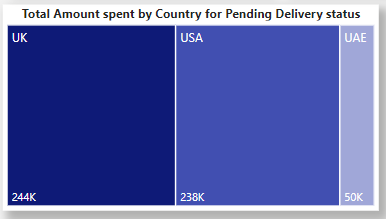 Total Amount spent by Country for Pending Delivery status
UK
USA
UAE
244K
238K
50K